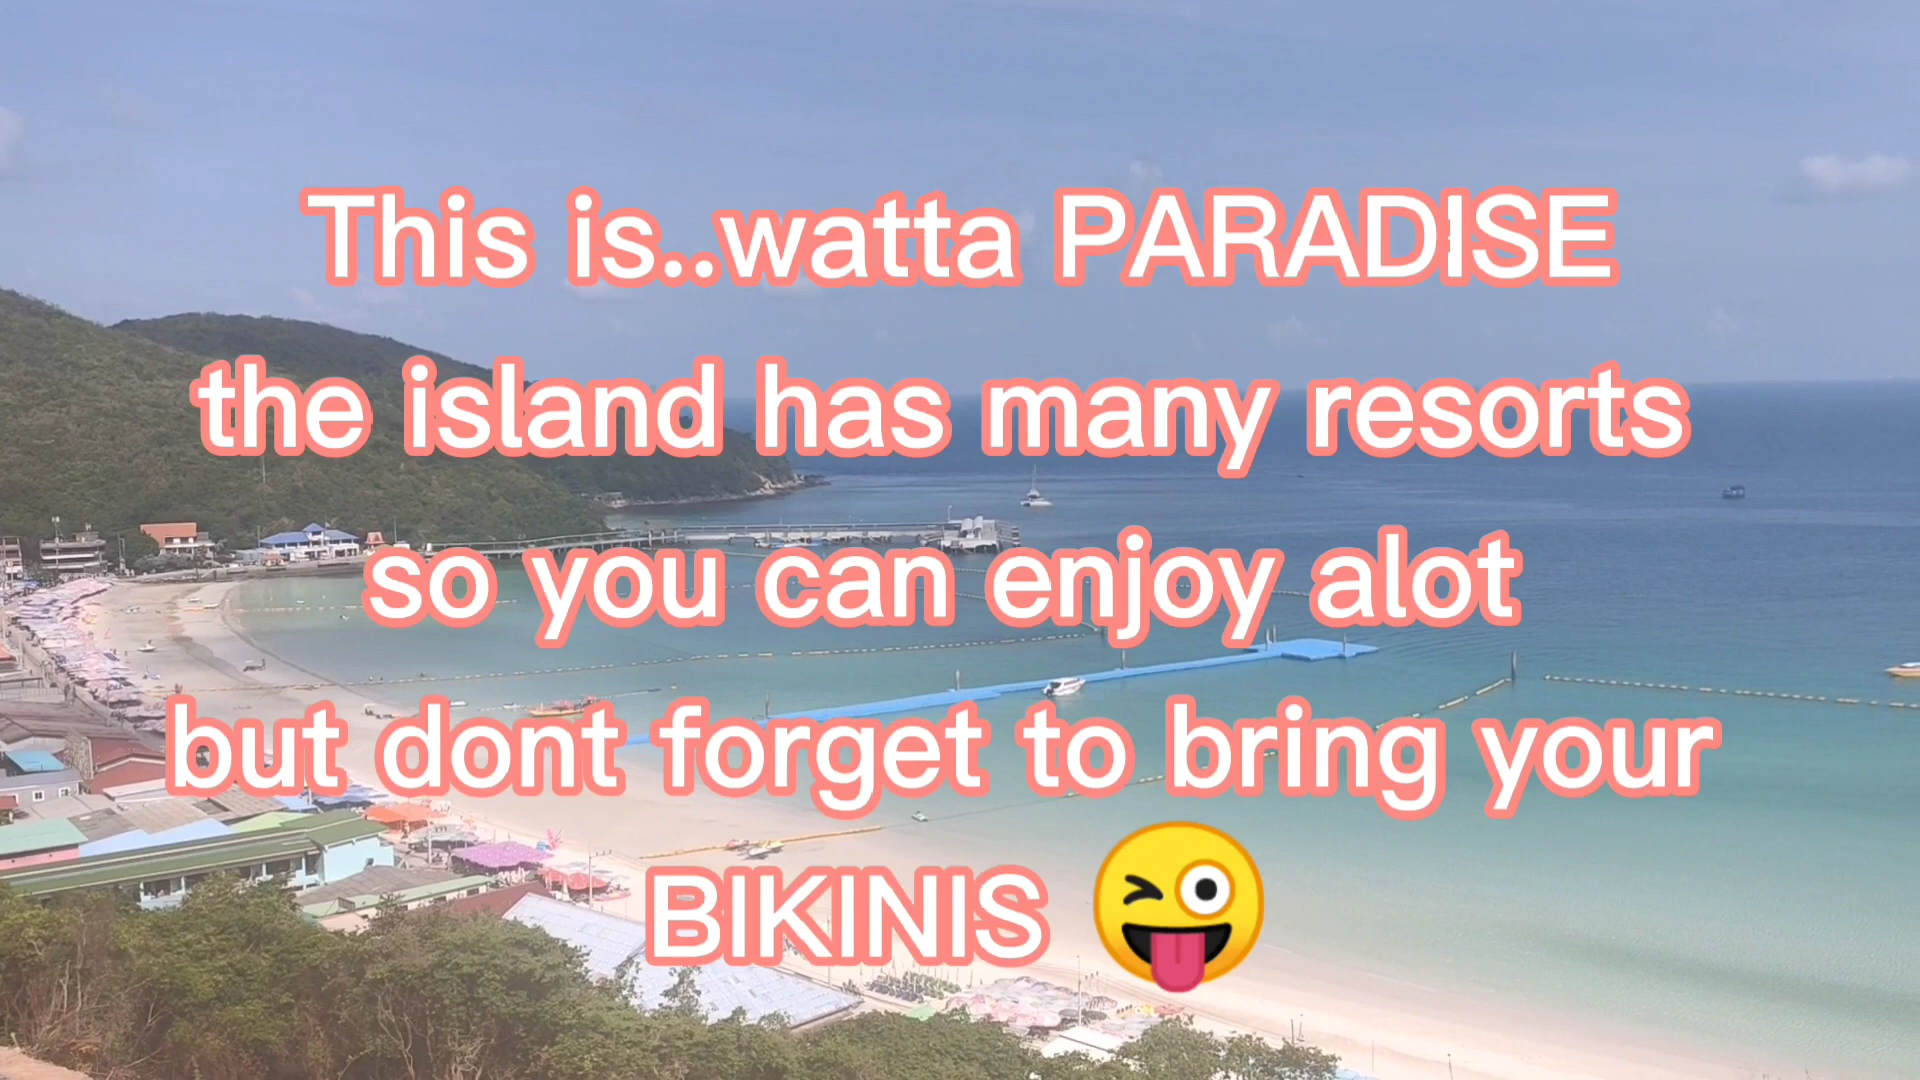 This is..watta PARADISE
the island has many resorts
so you can enjoy alot
but dont forget to bring your
BIKINIS 😜